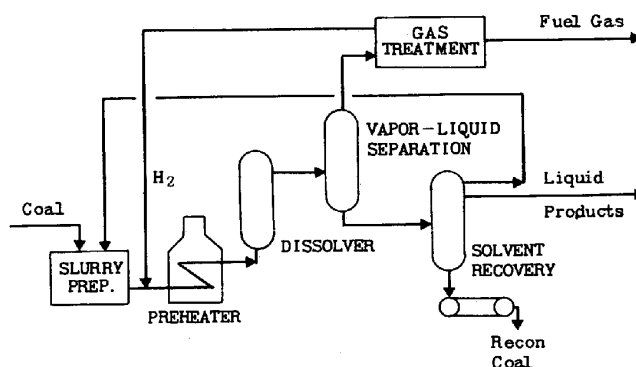 GAS
TREATMENT
Fuel Gas
VAPOR-LIQUID
SEPARATION
H2
Liquid
Products
Coal
DISSOLVER
SLURRY
PREP.
SOLVENT
RECOVERY
PREHEATER
Recon
Coal